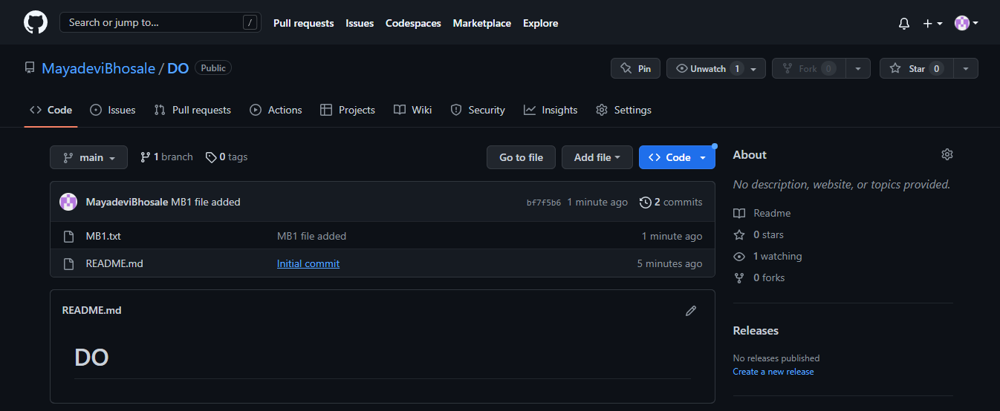 Search or jump to... /
Pull requests Issues Codespaces Marketplace Explore
MayadeviBhosale / DO Public
Pin Unwatch 1 Fork 0 Star 0
Code Issues Pull requests Actions Projects Wiki Security Insights Settings
main 1 branch 0 tags Go to file Add file Code
MayadeviBhosale MB1 file added bf7f5b6 1 minute ago 2 commits
MB1.txt MB1 file added 1 minute ago
README.md Initial commit 5 minutes ago
README.md
DO
About
No description, website, or topics provided.
Readme
0 stars
1 watching
0 forks
Releases
No releases published
Create a new release